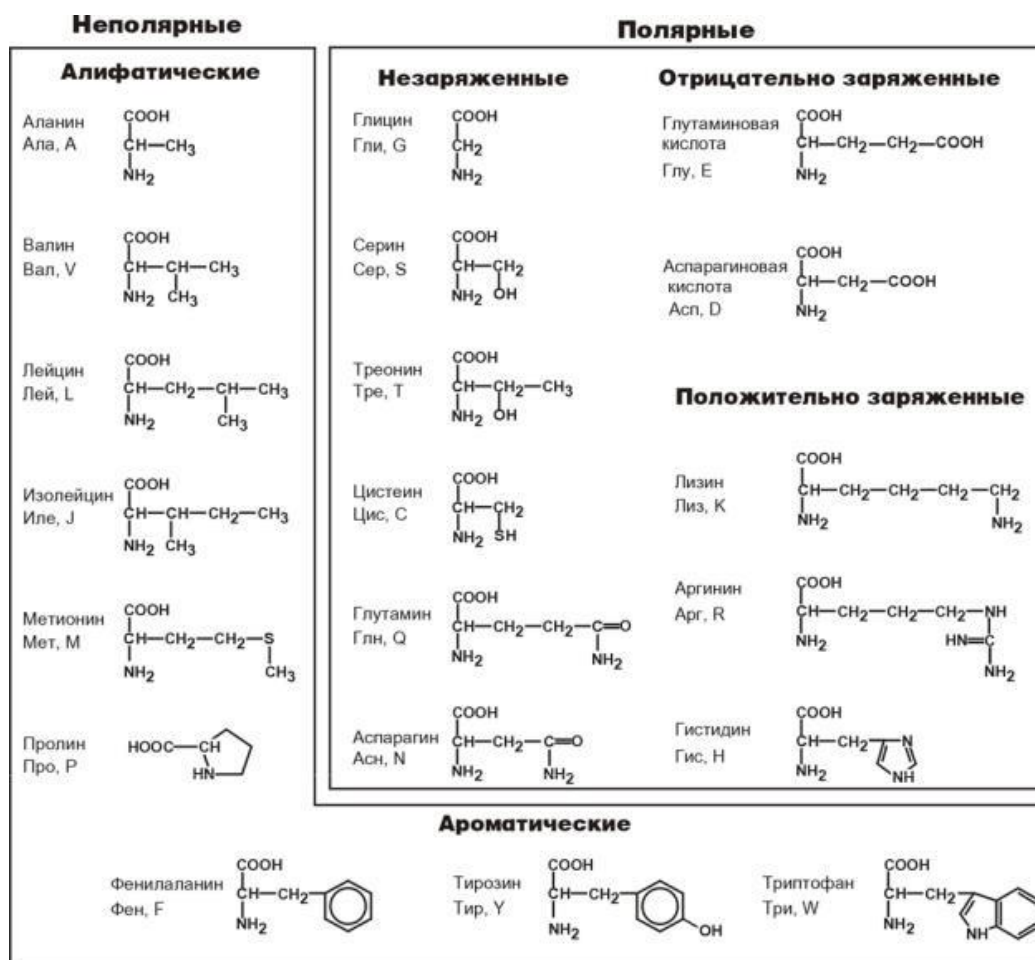 Неполярные
Полярные
Алифатические
Аланин
Ала, A
COOH
CH—CH3
NH2
Валин
Вал, V
COOH
CH—CH—CH3
NH2 CH3
Лейцин
Лей, L
COOH
CH—CH2—CH—CH3
NH2
CH3
Изолейцин
Иле, J
COOH
CH—CH—CH2—CH3
NH2 CH3
Метионин
Мет, M
COOH
CH—CH2—CH2—S
NH2
CH3
Пролин
Про, P
HOOC—CH
HN
Незаряженные
Глицин
Гли, G
COOH
CH2
NH2
Серин
Сер, S
COOH
CH—CH2
NH2 OH
Треонин
Тре, T
COOH
CH—CH2—CH3
NH2 OH
Цистеин
Цис, C
COOH
CH—CH2
NH2 SH
Глутамин
Глн, Q
COOH
CH—CH2—CH2—C=O
NH2
NH2
Аспарагин
Асн, N
COOH
CH—CH2—C=O
NH2
NH2
Отрицательно заряженные
Глутаминовая
кислота
Глу, E
COOH
CH—CH2—CH2—COOH
NH2
Аспарагиновая
кислота
Асп, D
COOH
CH—CH2—COOH
NH2
Положительно заряженные
Лизин
Лиз, K
COOH
CH—CH2—CH2—CH2—CH2
NH2
NH2
Аргинин
Арг, R
COOH
CH—CH2—CH2—CH2—NH
NH2
HN=C
NH2
Гистидин
Гис, H
COOH
CH—CH2
N
NH2
NH
Ароматические
Фенилаланин
Фен, F
COOH
CH—CH2
NH2
Тирозин
Тир, Y
COOH
CH—CH2
NH2
OH
Триптофан
Три, W
COOH
CH—CH2
NH2
NH